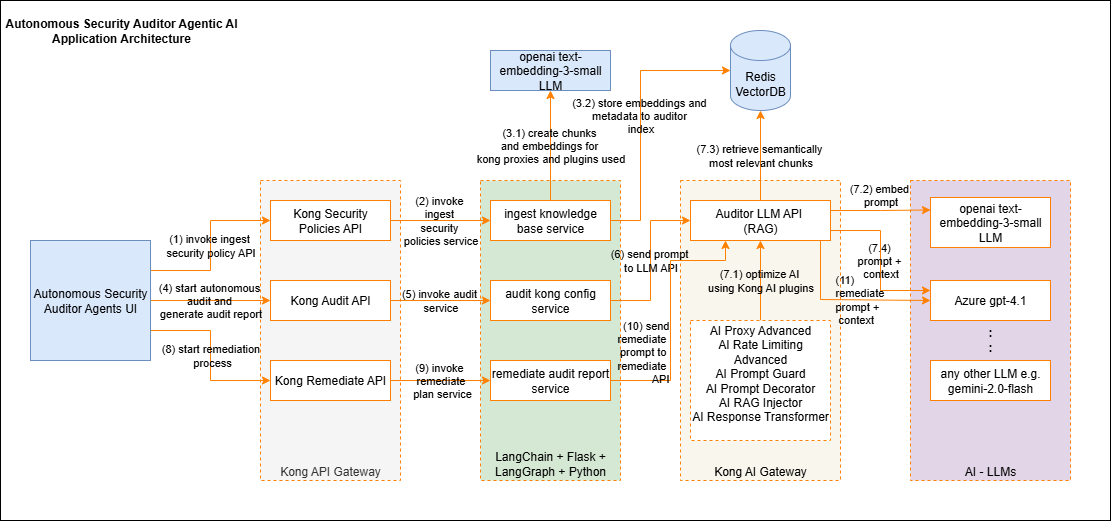 Autonomous Security Auditor Agentic AI
Application Architecture
openai text-
embedding-3-small
LLM
Redis
VectorDB
(3.2) store embeddings and
metadata to auditor
index
(3.1) create chunks
and embeddings for
kong proxies and plugins used
(7.3) retrieve semantically
most relevant chunks
(2) invoke
ingest
security
policies service
(7.2) embed
prompt
Kong Security
Policies API
ingest knowledge
base service
Auditor LLM API
(RAG)
openai text-
embedding-3-small
LLM
(1) invoke ingest
security policy API
(6) send prompt
to LLM API
(7.4)
prompt +
context
(7.1) optimize AI
using Kong AI plugins
(11)
remediate
prompt +
context
Autonomous Security
Auditor Agents UI
(4) start autonomous
audit and
generate audit report
Kong Audit API
(5) invoke audit
service
audit kong config
service
Azure gpt-4.1
(8) start remediation
process
(10) send
remediate
prompt to
remediate
API
AI Proxy Advanced
AI Rate Limiting
Advanced
AI Prompt Guard
AI Prompt Decorator
AI RAG Injector
AI Response Transformer
:
:
Kong Remediate API
(9) invoke
remediate
plan service
remediate audit report
service
any other LLM e.g.
gemini-2.0-flash
Kong API Gateway
LangChain + Flask +
LangGraph + Python
Kong AI Gateway
AI - LLMs